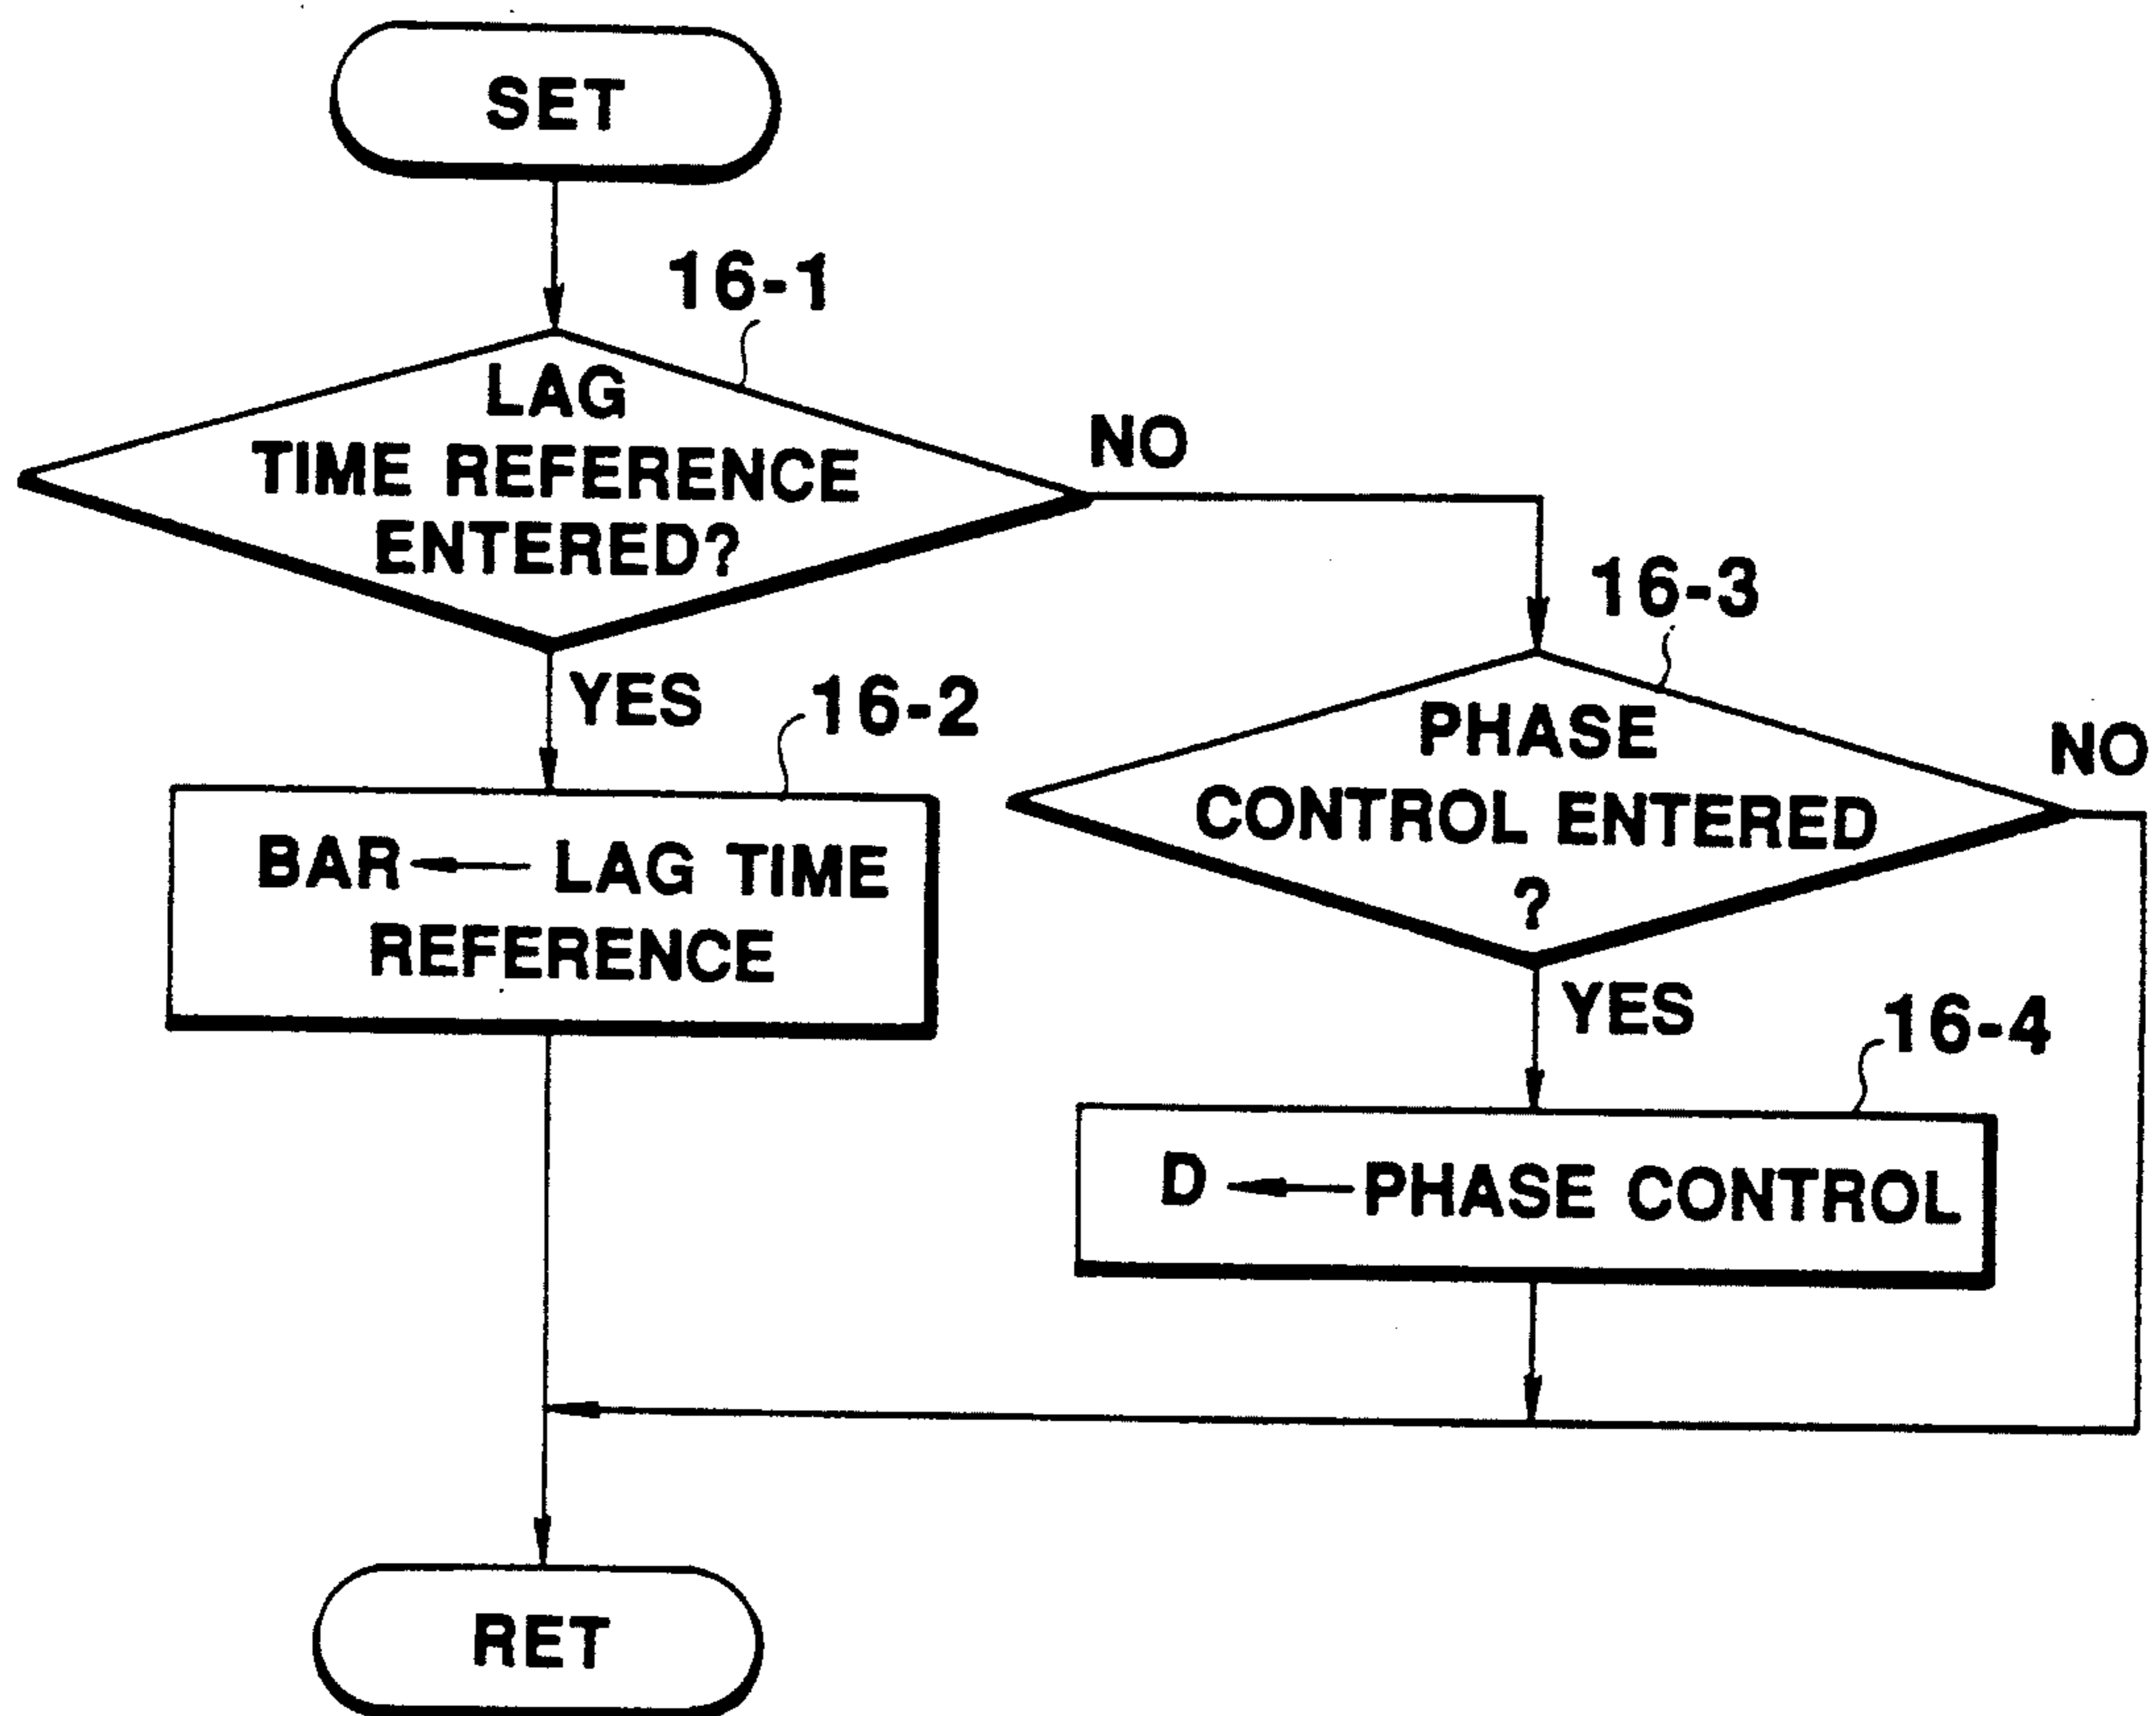 SET
16-1
LAG
TIME REFERENCE
ENTERED?
NO
YES
16-2
BAR ← LAG TIME
REFERENCE
16-3
PHASE
CONTROL ENTERED
?
NO
YES
16-4
D ← PHASE CONTROL
RET